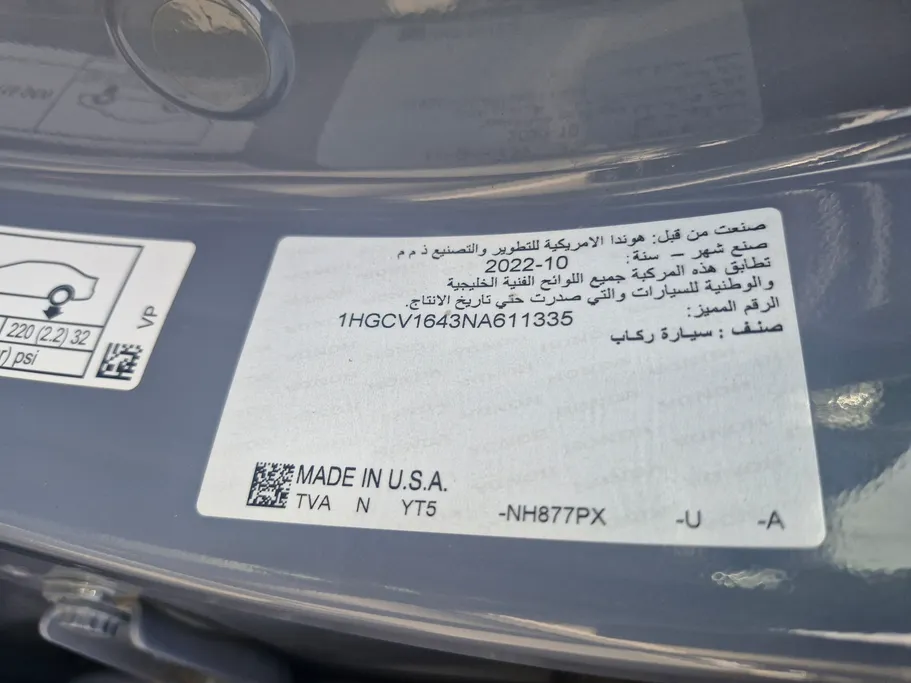 صنعت من قبل: هوندا الامريكية للتطوير والتصنيع ذ م م
صنع شهر – سنة: 2022-10
تطابق هذه المركبة جميع اللوائح الفنية الخليجية
والوطنية للسيارات والتي صدرت حتي تاريخ الانتاج.
الرقم المميز:
1HGCV1643NA611335
صنف : سيارة ركاب
MADE IN U.S.A.
TVA N YT5 -NH877PX -U -A
220 (2.2) 32
r) psi
VP